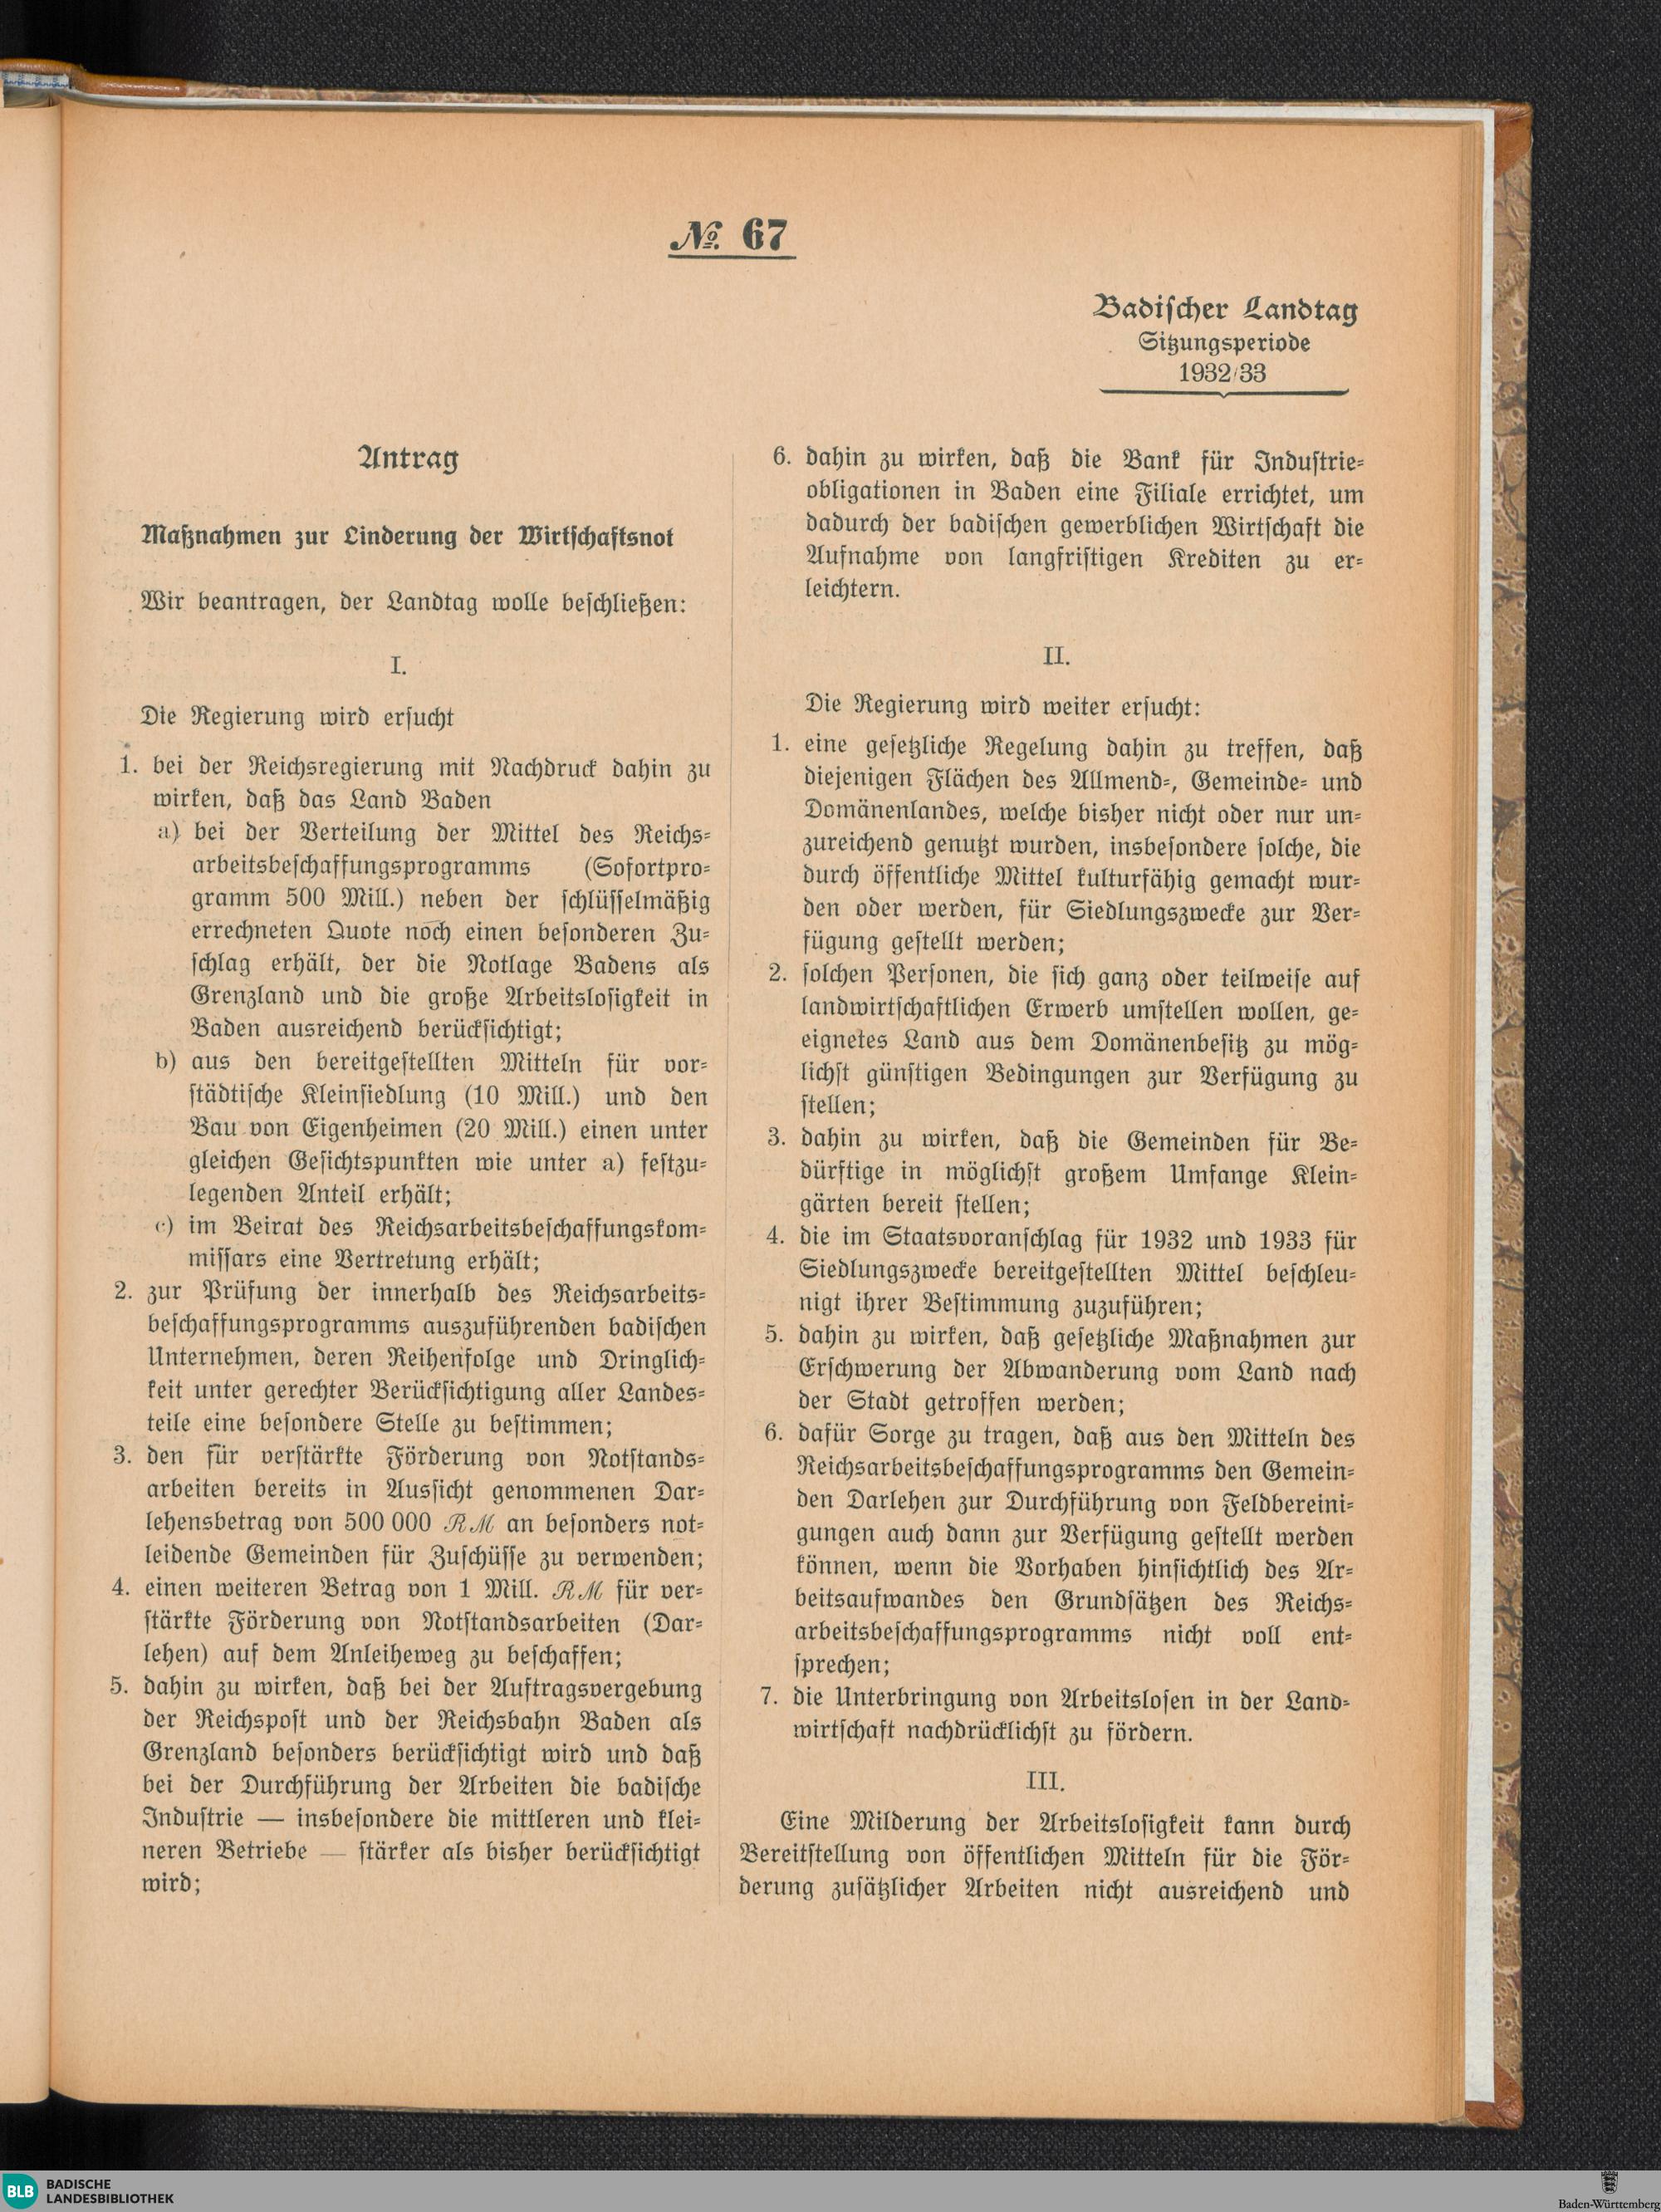 № 67
Badischer Landtag
Sitzungsperiode
1932/33
Antrag
Maßnahmen zur Linderung der Wirtschaftsnot
Wir beantragen, der Landtag wolle beschließen:
I.
Die Regierung wird ersucht
1. bei der Reichsregierung mit Nachdruck dahin zu
wirken, daß das Land Baden
a) bei der Verteilung der Mittel des Reichs-
arbeitsbeschaffungsprogramms (Sofortpro-
gramm 500 Mill.) neben der schlüsselmäßig
errechneten Quote noch einen besonderen Zu-
schlag erhält, der die Notlage Badens als
Grenzland und die große Arbeitslosigkeit in
Baden ausreichend berücksichtigt;
b) aus den bereitgestellten Mitteln für vor-
städtische Kleinsiedlung (10 Mill.) und den
Bau von Eigenheimen (20 Mill.) einen unter
gleichen Gesichtspunkten wie unter a) festzu-
legenden Anteil erhält;
c) im Beirat des Reichsarbeitsbeschaffungskom-
missars eine Vertretung erhält;
2. zur Prüfung der innerhalb des Reichsarbeits-
beschaffungsprogramms auszuführenden badischen
Unternehmen, deren Reihenfolge und Dringlich-
keit unter gerechter Berücksichtigung aller Landes-
teile eine besondere Stelle zu bestimmen;
3. den für verstärkte Förderung von Notstands-
arbeiten bereits in Aussicht genommenen Dar-
lehensbetrag von 500 000 RM an besonders not-
leidende Gemeinden für Zuschüsse zu verwenden;
4. einen weiteren Betrag von 1 Mill. RM für ver-
stärkte Förderung von Notstandsarbeiten (Dar-
lehen) auf dem Anleiheweg zu beschaffen;
5. dahin zu wirken, daß bei der Auftragsvergebung
der Reichspost und der Reichsbahn Baden als
Grenzland besonders berücksichtigt wird und daß
bei der Durchführung der Arbeiten die badische
Industrie — insbesondere die mittleren und klei-
neren Betriebe — stärker als bisher berücksichtigt
wird;
6. dahin zu wirken, daß die Bank für Industrie-
obligationen in Baden eine Filiale errichtet, um
dadurch der badischen gewerblichen Wirtschaft die
Aufnahme von langfristigen Krediten zu er-
leichtern.
II.
Die Regierung wird weiter ersucht:
1. eine gesetzliche Regelung dahin zu treffen, daß
diejenigen Flächen des Allmend-, Gemeinde- und
Domänenlandes, welche bisher nicht oder nur un-
zureichend genutzt wurden, insbesondere solche, die
durch öffentliche Mittel kulturfähig gemacht wur-
den oder werden, für Siedlungszwecke zur Ver-
fügung gestellt werden;
2. solchen Personen, die sich ganz oder teilweise auf
landwirtschaftlichen Erwerb umstellen wollen, ge-
eignetes Land aus dem Domänenbesitz zu mög-
lichst günstigen Bedingungen zur Verfügung zu
stellen;
3. dahin zu wirken, daß die Gemeinden für Be-
dürftige in möglichst großem Umfange Klein-
gärten bereit stellen;
4. die im Staatsvoranschlag für 1932 und 1933 für
Siedlungszwecke bereitgestellten Mittel beschleu-
nigt ihrer Bestimmung zuzuführen;
5. dahin zu wirken, daß gesetzliche Maßnahmen zur
Erschwerung der Abwanderung vom Land nach
der Stadt getroffen werden;
6. dafür Sorge zu tragen, daß aus den Mitteln des
Reichsarbeitsbeschaffungsprogramms den Gemein-
den Darlehen zur Durchführung von Feldbereini-
gungen auch dann zur Verfügung gestellt werden
können, wenn die Vorhaben hinsichtlich des Ar-
beitsaufwandes den Grundsätzen des Reichs-
arbeitsbeschaffungsprogramms nicht voll ent-
sprechen;
7. die Unterbringung von Arbeitslosen in der Land-
wirtschaft nachdrücklichst zu fördern.
III.
Eine Milderung der Arbeitslosigkeit kann durch
Bereitstellung von öffentlichen Mitteln für die För-
derung zusätzlicher Arbeiten nicht ausreichend und
BLB BADISCHE
LANDESBIBLIOTHEK
Baden-Württemberg